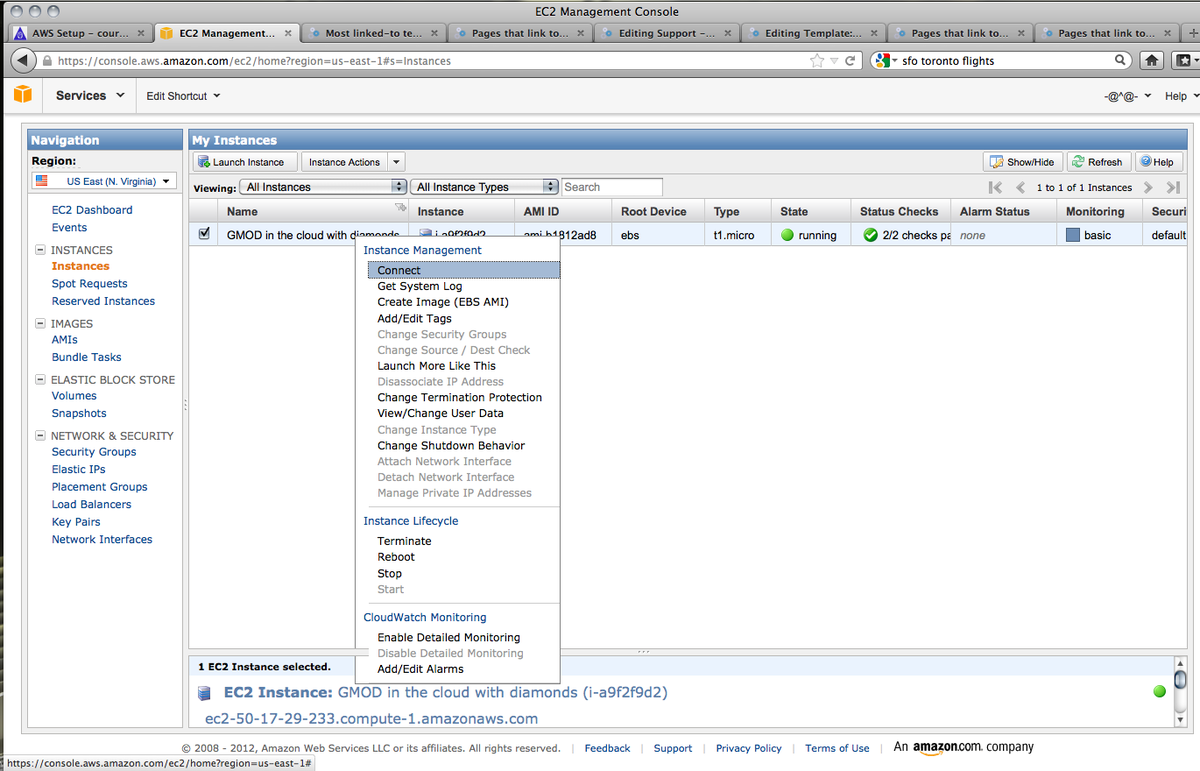 EC2 Management Console
AWS Setup – cour... EC2 Management... Most linked-to te... Pages that link to... Editing Support –... Editing Template:... Pages that link to... Pages that link to...
https://console.aws.amazon.com/ec2/home?region=us-east-1#s=Instances sfo toronto flights
Services Edit Shortcut -@^@- Help
Navigation
Region:
US East (N. Virginia)
EC2 Dashboard
Events
INSTANCES
Instances
Spot Requests
Reserved Instances
IMAGES
AMIs
Bundle Tasks
ELASTIC BLOCK STORE
Volumes
Snapshots
NETWORK & SECURITY
Security Groups
Elastic IPs
Placement Groups
Load Balancers
Key Pairs
Network Interfaces
My Instances
Launch Instance Instance Actions Show/Hide Refresh Help
Viewing: All Instances All Instance Types Search 1 to 1 of 1 Instances
Name Instance AMI ID Root Device Type State Status Checks Alarm Status Monitoring Securi
GMOD in the cloud with diamonds i-a9f2f9d2 ami-b1812ad8 ebs t1.micro running 2/2 checks pa none basic default
Instance Management
Connect
Get System Log
Create Image (EBS AMI)
Add/Edit Tags
Change Security Groups
Change Source / Dest Check
Launch More Like This
Disassociate IP Address
Change Termination Protection
View/Change User Data
Change Instance Type
Change Shutdown Behavior
Attach Network Interface
Detach Network Interface
Manage Private IP Addresses
Instance Lifecycle
Terminate
Reboot
Stop
Start
CloudWatch Monitoring
Enable Detailed Monitoring
Disable Detailed Monitoring
Add/Edit Alarms
1 EC2 Instance selected.
EC2 Instance: GMOD in the cloud with diamonds (i-a9f2f9d2)
ec2-50-17-29-233.compute-1.amazonaws.com
© 2008 - 2012, Amazon Web Services LLC or its affiliates. All rights reserved. | Feedback | Support | Privacy Policy | Terms of Use | An amazon.com. company
https://console.aws.amazon.com/ec2/home?region=us-east-1#